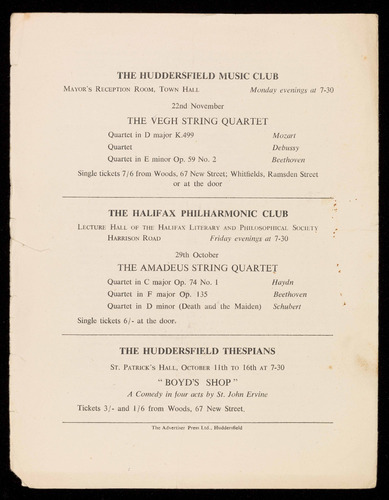 THE HUDDERSFIELD MUSIC CLUB
MAYOR'S RECEPTION ROOM, TOWN HALL Monday evenings at 7-30
22nd November
THE VEGH STRING QUARTET
Quartet in D major K.499 Mozart
Quartet Debussy
Quartet in E minor Op. 59 No. 2 Beethoven
Single tickets 7/6 from Woods, 67 New Street; Whitfields, Ramsden Street
or at the door
THE HALIFAX PHILHARMONIC CLUB
LECTURE HALL OF THE HALIFAX LITERARY AND PHILOSOPHICAL SOCIETY
HARRISON ROAD Friday evenings at 7-30
29th October
THE AMADEUS STRING QUARTET
Quartet in C major Op. 74 No. 1 Haydn
Quartet in F major Op. 135 Beethoven
Quartet in D minor (Death and the Maiden) Schubert
Single tickets 6/- at the door.
THE HUDDERSFIELD THESPIANS
ST. PATRICK'S HALL, OCTOBER 11TH TO 16TH AT 7-30
" BOYD'S SHOP "
A Comedy in four acts by St. John Ervine
Tickets 3/- and 1/6 from Woods, 67 New Street.
The Advertiser Press Ltd., Huddersfield